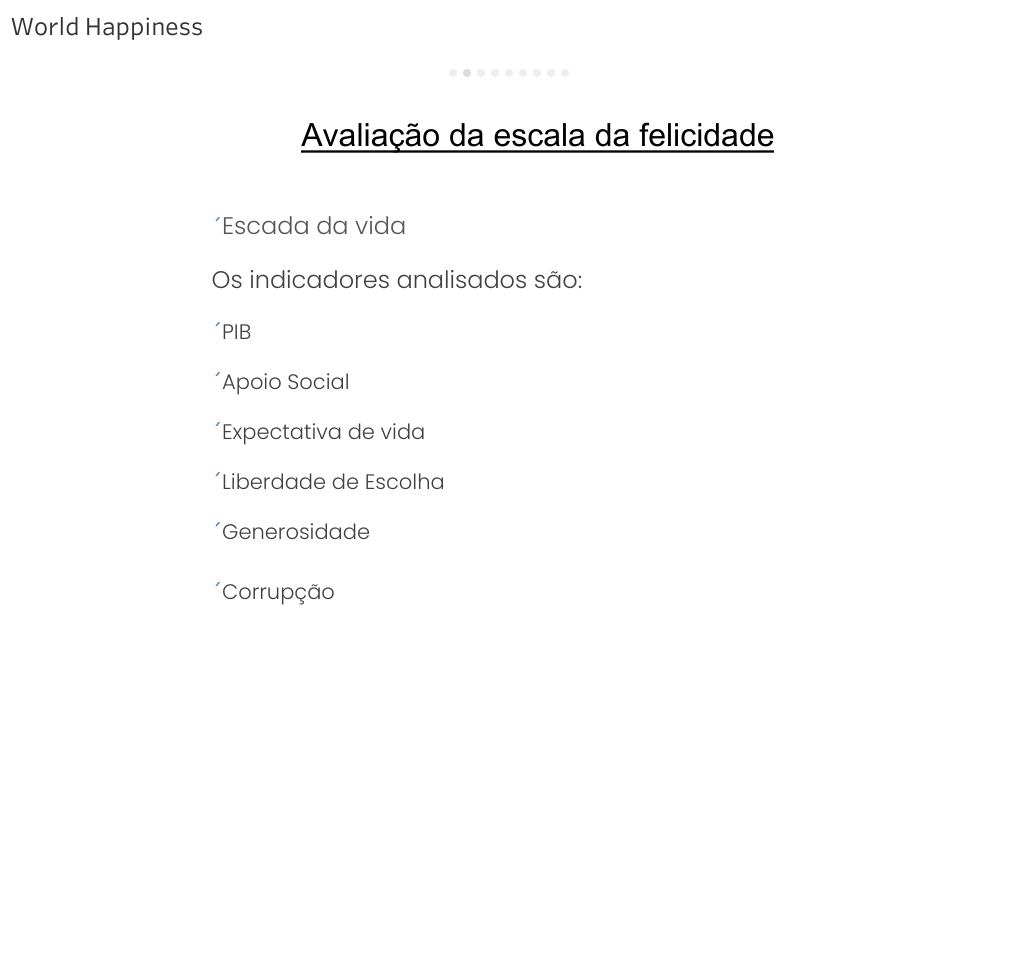 World Happiness
Avaliação da escala da felicidade
´Escada da vida
Os indicadores analisados são:
´PIB
´Apoio Social
´Expectativa de vida
´Liberdade de Escolha
´Generosidade
´Corrupção